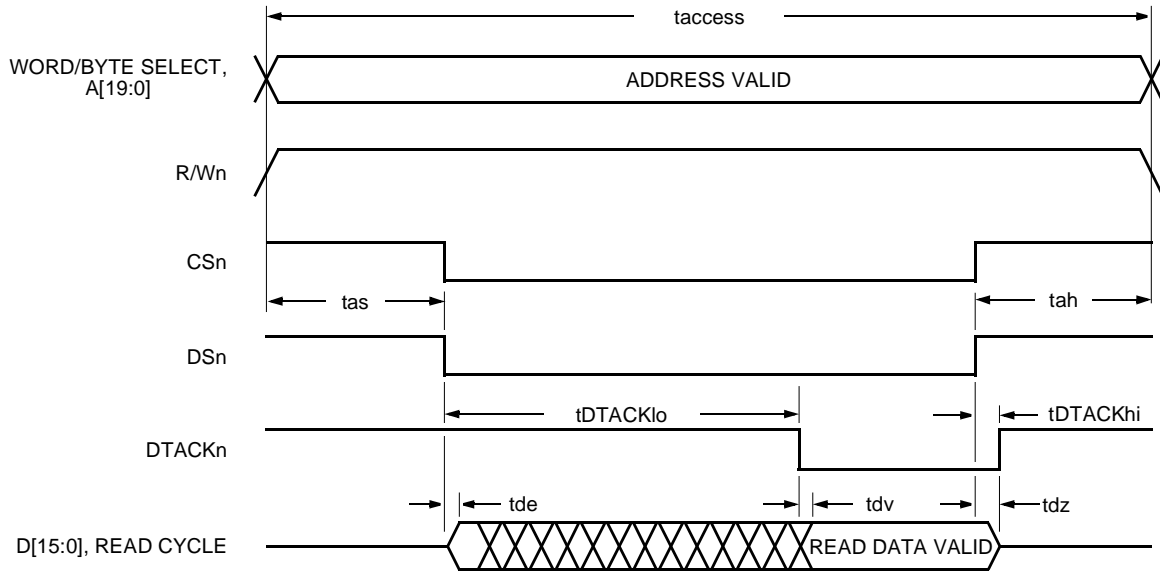 taccess
WORD/BYTE SELECT,
A[19:0]
ADDRESS VALID
R/Wn
CSn
tas
tah
DSn
tDTACKlo
tDTACKhi
DTACKn
tde
tdv
tdz
D[15:0], READ CYCLE
READ DATA VALID